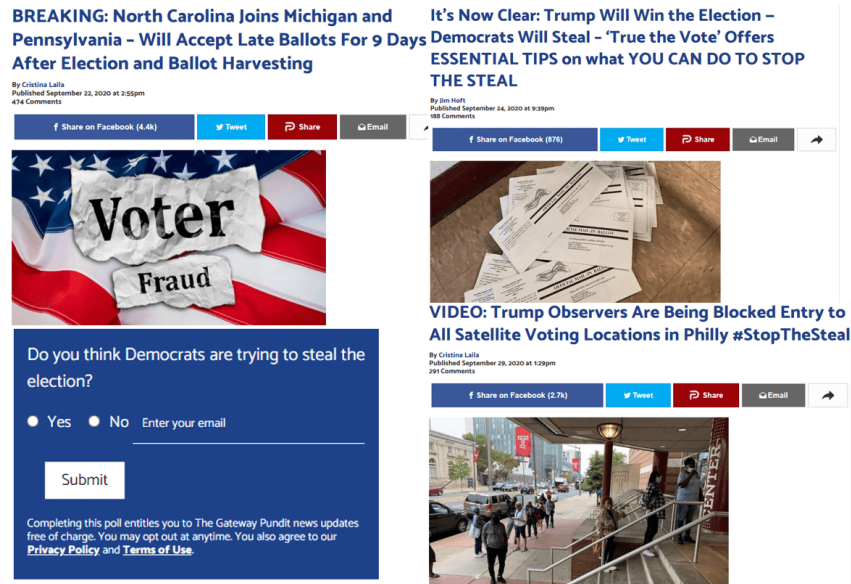 BREAKING: North Carolina Joins Michigan and
Pennsylvania – Will Accept Late Ballots For 9 Days
After Election and Ballot Harvesting
By Cristina Laila
Published September 22, 2020 at 2:55pm
474 Comments
Share on Facebook (4.4k)
Tweet
Share
Email
Voter
Fraud
Do you think Democrats are trying to steal the
election?
Yes No Enter your email
Submit
Completing this poll entitles you to The Gateway Pundit news updates
free of charge. You may opt out at anytime. You also agree to our
Privacy Policy and Terms of Use.
It's Now Clear: Trump Will Win the Election –
Democrats Will Steal – 'True the Vote' Offers
ESSENTIAL TIPS on what YOU CAN DO TO STOP
THE STEAL
By Jim Hoft
Published September 24, 2020 at 9:39pm
188 Comments
Share on Facebook (876)
Tweet
Share
Email
VIDEO: Trump Observers Are Being Blocked Entry to
All Satellite Voting Locations in Philly #StopTheSteal
By Cristina Laila
Published September 29, 2020 at 1:29pm
291 Comments
Share on Facebook (2.7k)
Tweet
Share
Email
T
CENTER